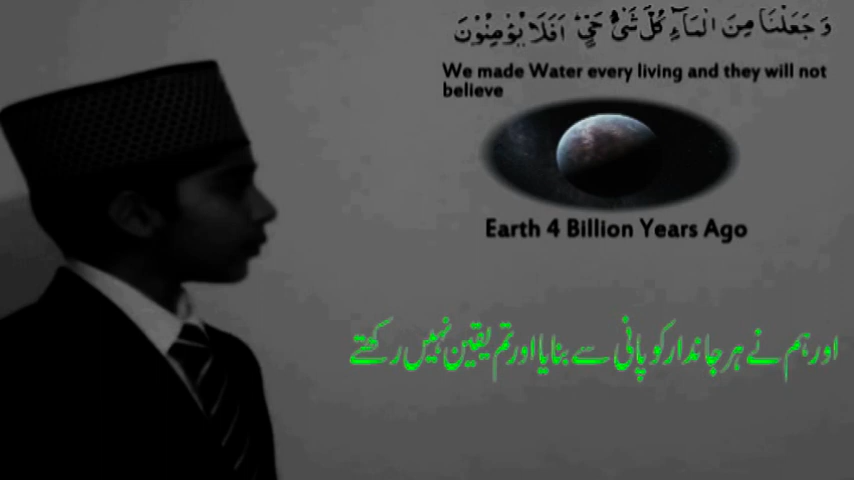 وَجَعَلْنَا مِنَ الْمَآءِ كُلَّ شَىْءٍ حَيٍّ اَفَلَا يُؤْمِنُوْنَ
We made Water every living and they will not
believe
Earth 4 Billion Years Ago
اور ہم نے ہر جاندار کو پانی سے بنایا اور تم یقین نہیں رکھتے